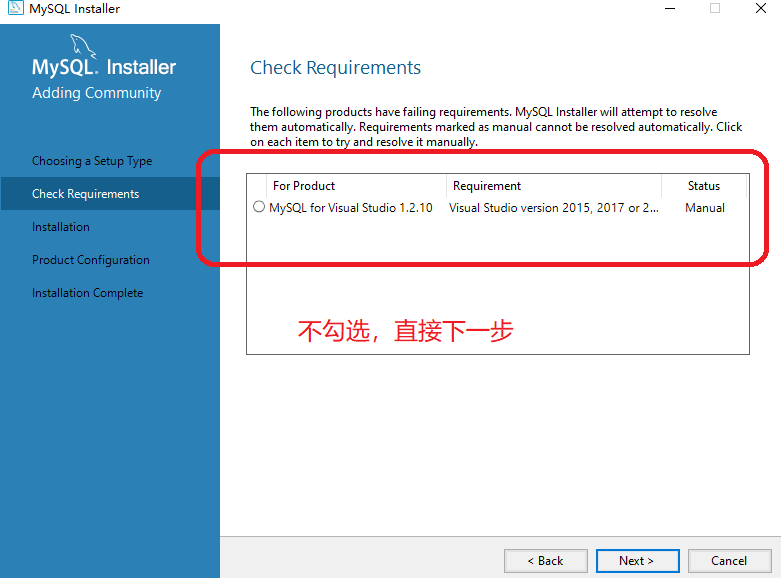 MySQL Installer
MySQL. Installer
Adding Community
Choosing a Setup Type
Check Requirements
Installation
Product Configuration
Installation Complete
Check Requirements
The following products have failing requirements. MySQL Installer will attempt to resolve
them automatically. Requirements marked as manual cannot be resolved automatically. Click
on each item to try and resolve it manually.
For Product Requirement Status
MySQL for Visual Studio 1.2.10 Visual Studio version 2015, 2017 or 2... Manual
不勾选，直接下一步
< Back Next > Cancel